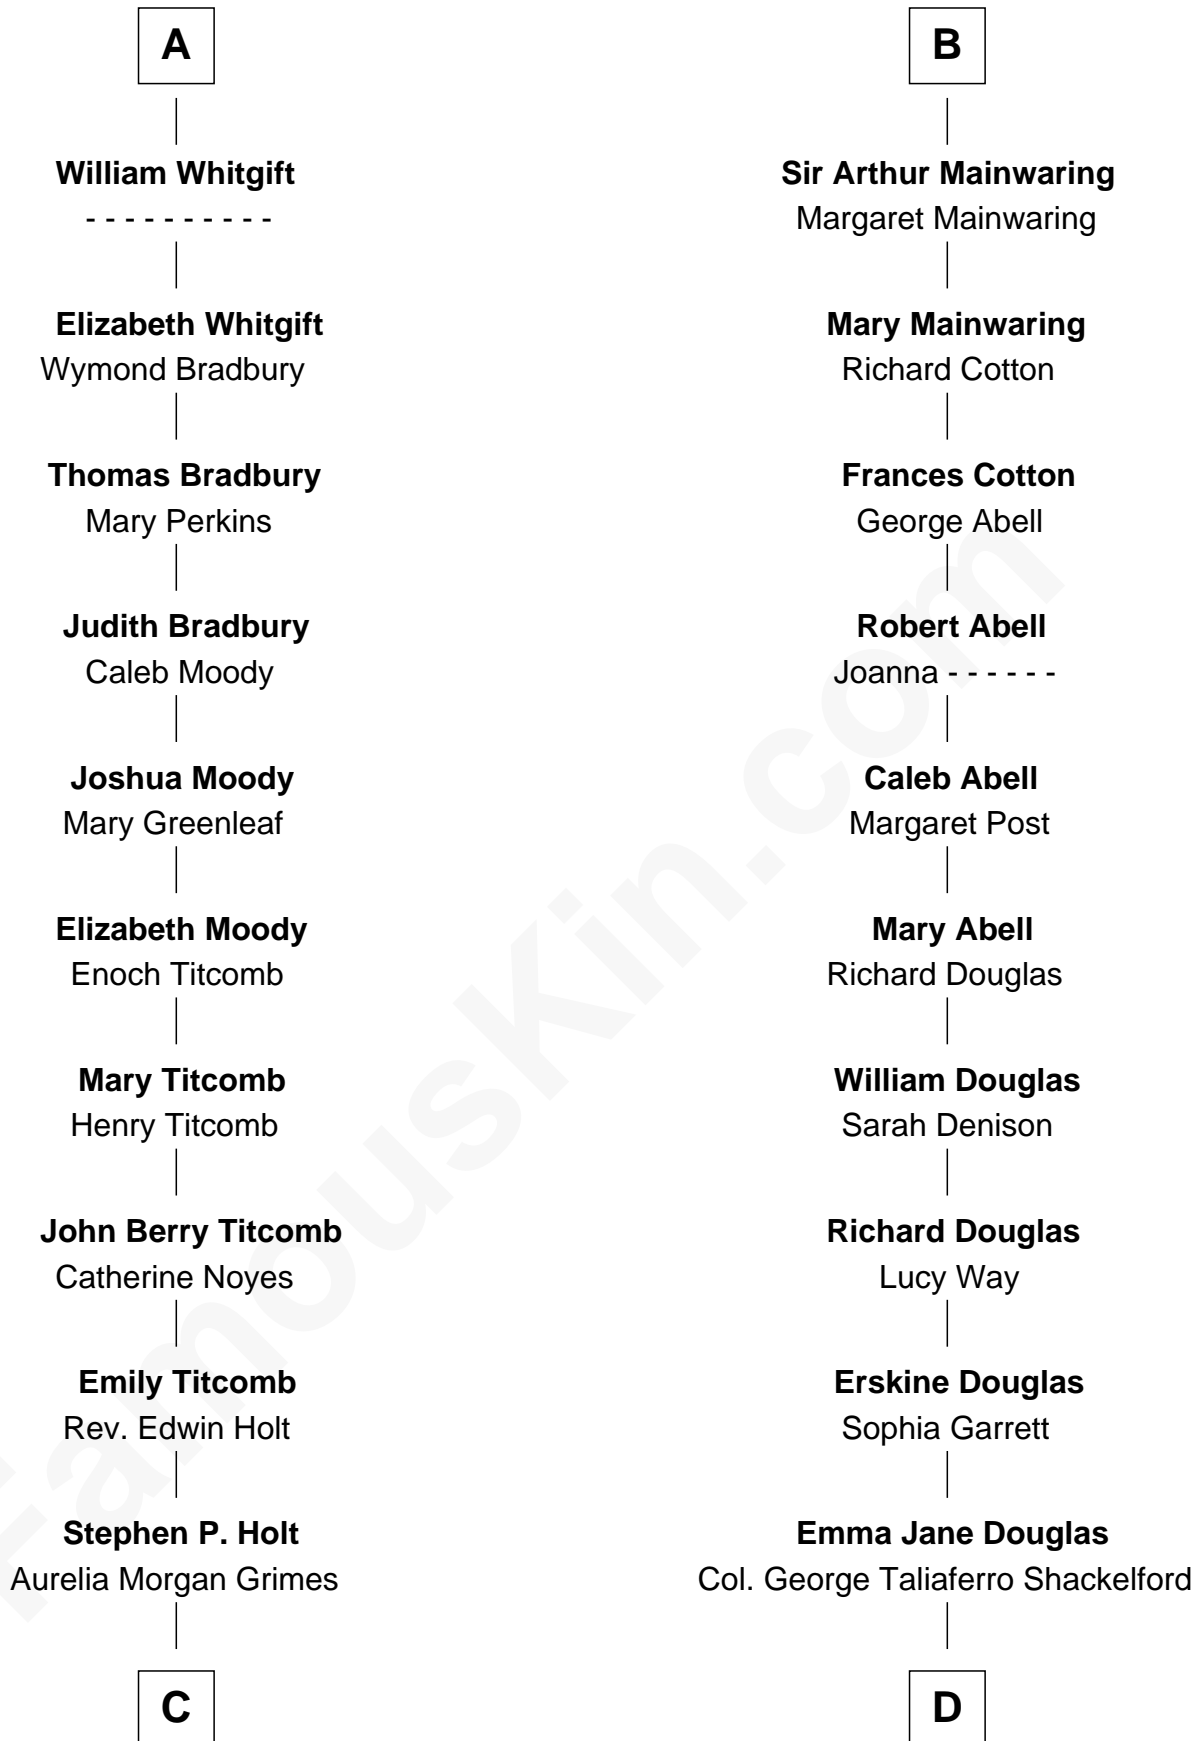 A
William Whitgift
- - - - - - - - - -
Elizabeth Whitgift
Wymond Bradbury
Thomas Bradbury
Mary Perkins
Judith Bradbury
Caleb Moody
Joshua Moody
Mary Greenleaf
Elizabeth Moody
Enoch Titcomb
Mary Titcomb
Henry Titcomb
John Berry Titcomb
Catherine Noyes
Emily Titcomb
Rev. Edwin Holt
Stephen P. Holt
Aurelia Morgan Grimes
C
B
Sir Arthur Mainwaring
Margaret Mainwaring
Mary Mainwaring
Richard Cotton
Frances Cotton
George Abell
Robert Abell
Joanna - - - - - -
Caleb Abell
Margaret Post
Mary Abell
Richard Douglas
William Douglas
Sarah Denison
Richard Douglas
Lucy Way
Erskine Douglas
Sophia Garrett
Emma Jane Douglas
Col. George Taliaferro Shackelford
D
FamousKin.com